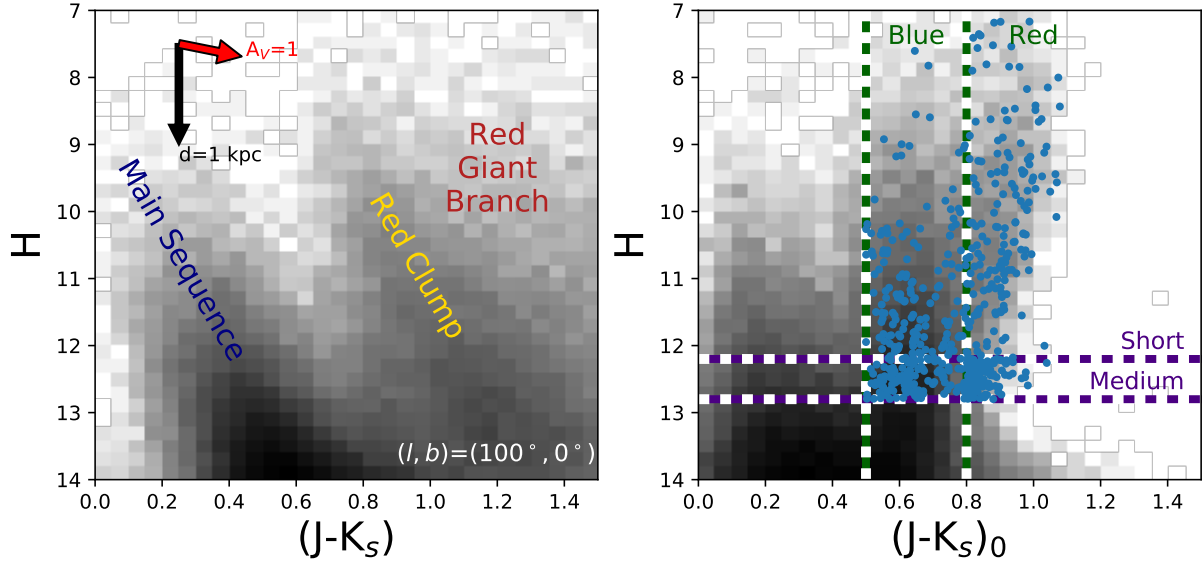 7
8
9
10
11
12
13
14
H
0.0 0.2 0.4 0.6 0.8 1.0 1.2 1.4
(J-Kₛ)
A_V=1
d=1 kpc
Main Sequence
Red Clump
Red
Giant
Branch
(l, b)=(100°, 0°)
7
8
9
10
11
12
13
14
H
0.0 0.2 0.4 0.6 0.8 1.0 1.2 1.4
(J-Kₛ)₀
Blue Red
Short
Medium